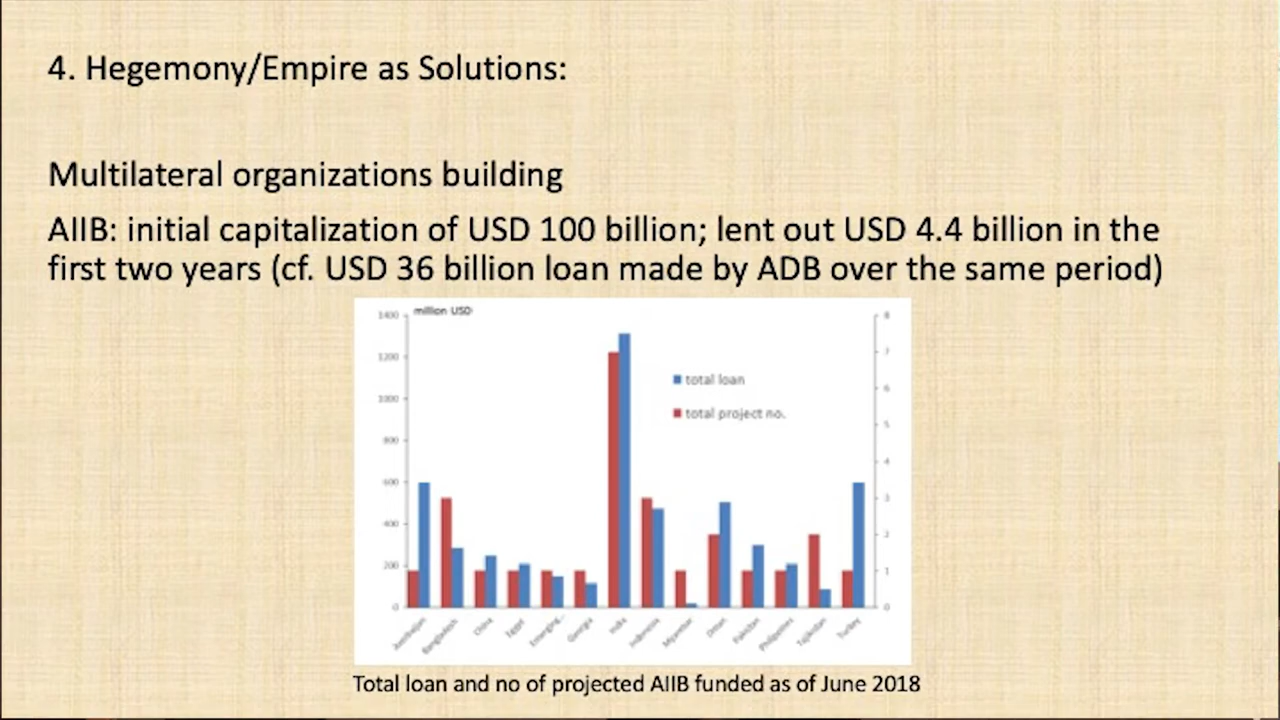 4. Hegemony/Empire as Solutions:
Multilateral organizations building
AIIB: initial capitalization of USD 100 billion; lent out USD 4.4 billion in the
first two years (cf. USD 36 billion loan made by ADB over the same period)
million USD
1400
1200
1000
800
600
400
200
0
8
7
6
5
4
3
2
1
0
total loan
total project no.
Azerbaijan
Bangladesh
China
Egypt
Emerging...
Georgia
India
Indonesia
Myanmar
Oman
Pakistan
Philippines
Tajikistan
Turkey
Total loan and no of projected AIIB funded as of June 2018